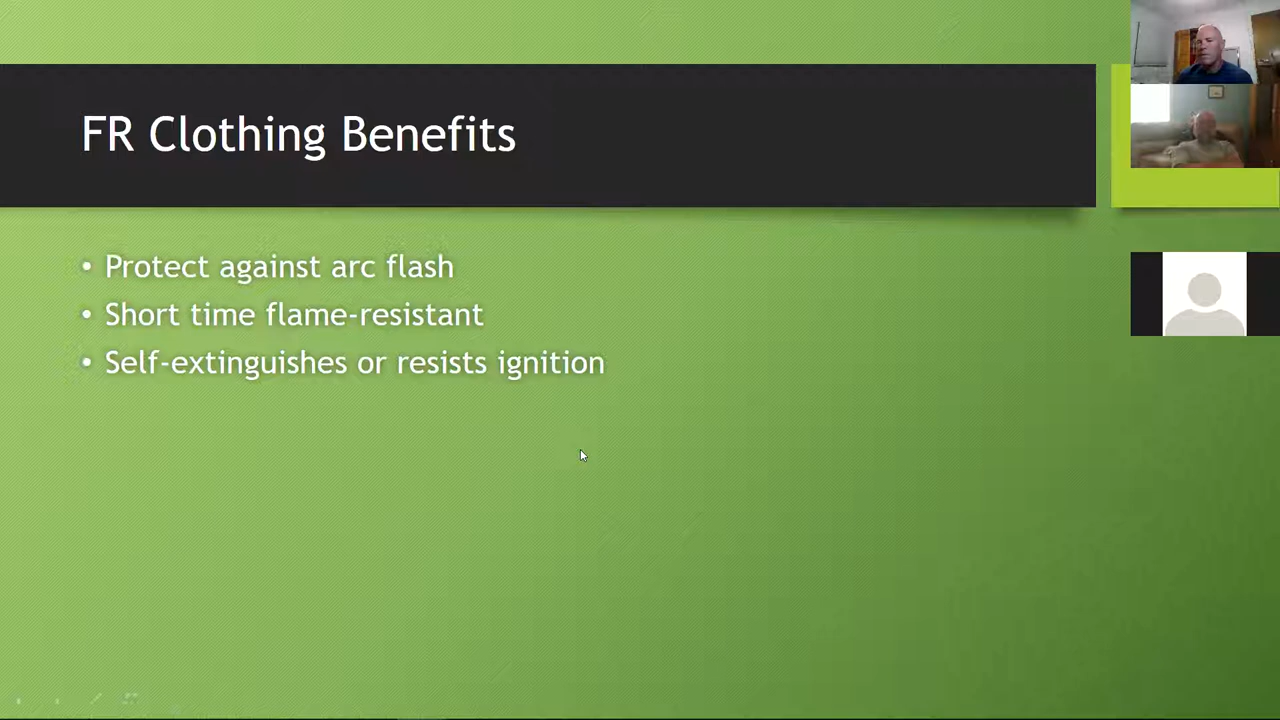 FR Clothing Benefits
• Protect against arc flash
• Short time flame-resistant
• Self-extinguishes or resists ignition